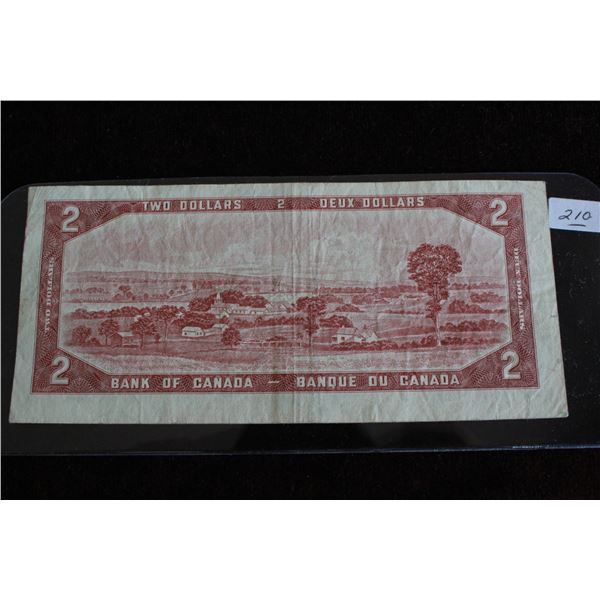 2 TWO DOLLARS 2 DEUX DOLLARS 2
210
TWO DOLLARS
DEUX DOLLARS
2 2
BANK OF CANADA — BANQUE DU CANADA